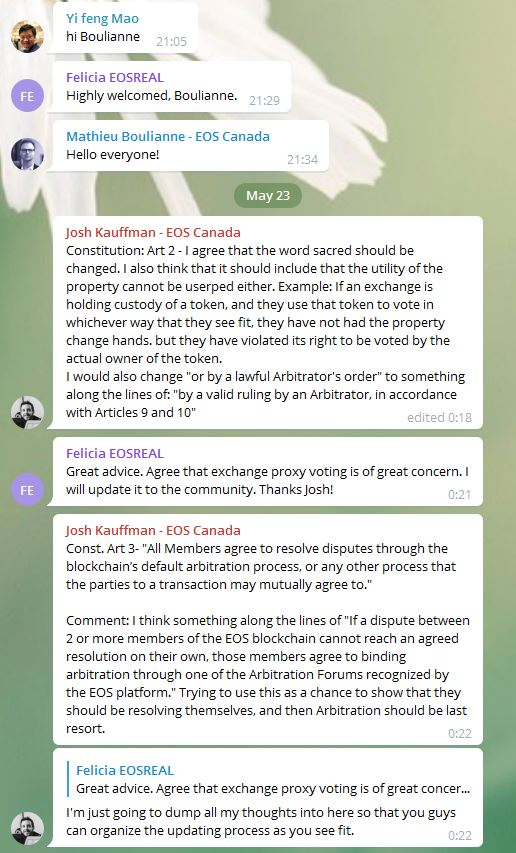 Yi feng Mao
hi Boulianne 21:05
FE
Felicia EOSREAL
Highly welcomed, Boulianne. 21:29
Mathieu Boulianne - EOS Canada
Hello everyone! 21:34
May 23
Josh Kauffman - EOS Canada
Constitution: Art 2 - I agree that the word sacred should be
changed. I also think that it should include that the utility of the
property cannot be userped either. Example: If an exchange is
holding custody of a token, and they use that token to vote in
whichever way that they see fit, they have not had the property
change hands. but they have violated its right to be voted by the
actual owner of the token.
I would also change "or by a lawful Arbitrator's order" to something
along the lines of: "by a valid ruling by an Arbitrator, in accordance
with Articles 9 and 10" edited 0:18
Felicia EOSREAL
Great advice. Agree that exchange proxy voting is of great concern. I
will update it to the community. Thanks Josh! 0:21
FE
Josh Kauffman - EOS Canada
Const. Art 3- "All Members agree to resolve disputes through the
blockchain’s default arbitration process, or any other process that
the parties to a transaction may mutually agree to."
Comment: I think something along the lines of "If a dispute between
2 or more members of the EOS blockchain cannot reach an agreed
resolution on their own, those members agree to binding
arbitration through one of the Arbitration Forums recognized by
the EOS platform." Trying to use this as a chance to show that they
should be resolving themselves, and then Arbitration should be last
resort. 0:22
Felicia EOSREAL
Great advice. Agree that exchange proxy voting is of great concer...
I'm just going to dump all my thoughts into here so that you guys
can organize the updating process as you see fit. 0:22